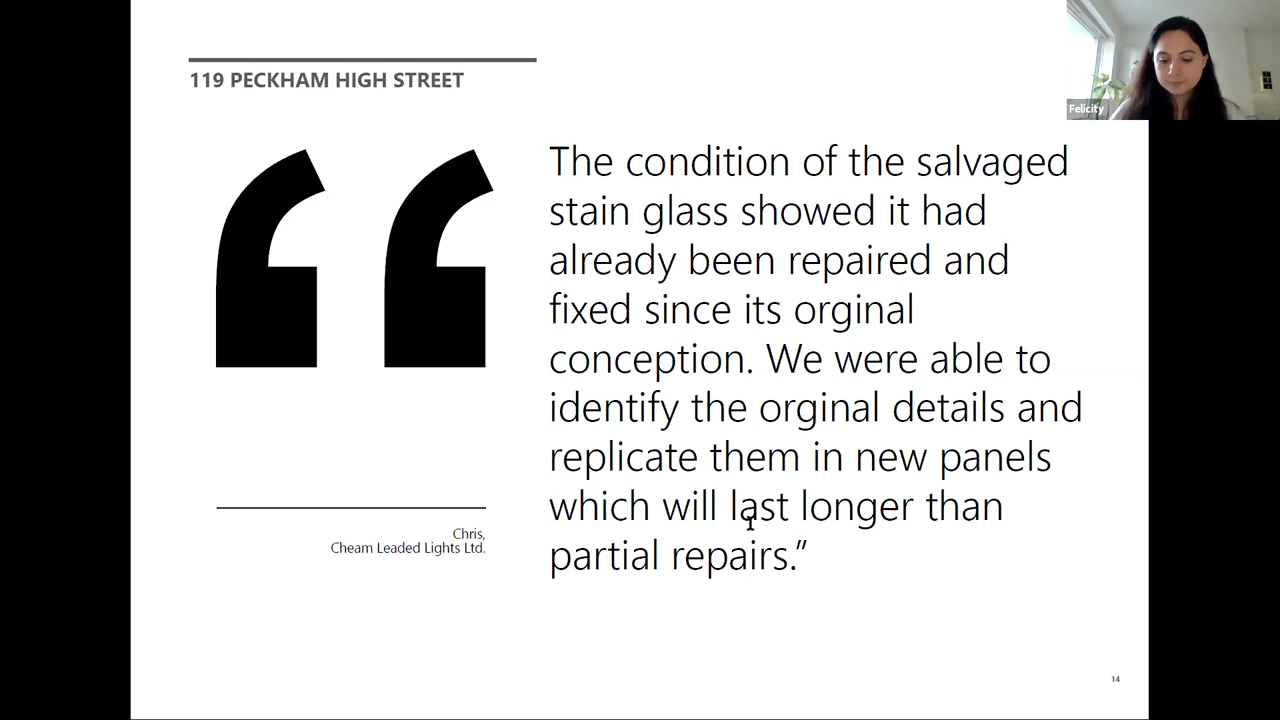 119 PECKHAM HIGH STREET
Felicity
The condition of the salvaged
stain glass showed it had
already been repaired and
fixed since its orginal
conception. We were able to
identify the orginal details and
replicate them in new panels
which will last longer than
partial repairs.”
Chris,
Cheam Leaded Lights Ltd.
14